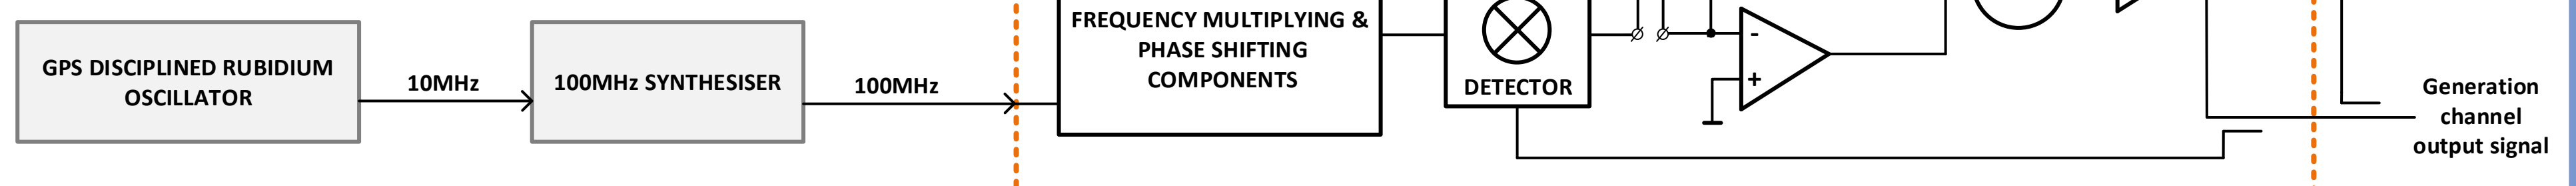 GPS DISCIPLINED RUBIDIUM
OSCILLATOR
10MHz
100MHz SYNTHESISER
100MHz
FREQUENCY MULTIPLYING &
PHASE SHIFTING
COMPONENTS
DETECTOR
-
+
Generation
channel
output signal